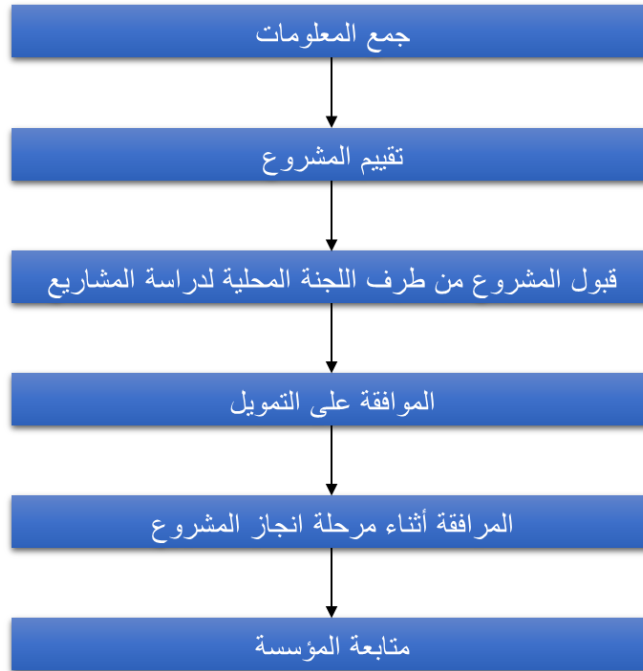 جمع المعلومات
تقييم المشروع
قبول المشروع من طرف اللجنة المحلية لدراسة المشاريع
الموافقة على التمويل
المرافقة أثناء مرحلة انجاز المشروع
متابعة المؤسسة